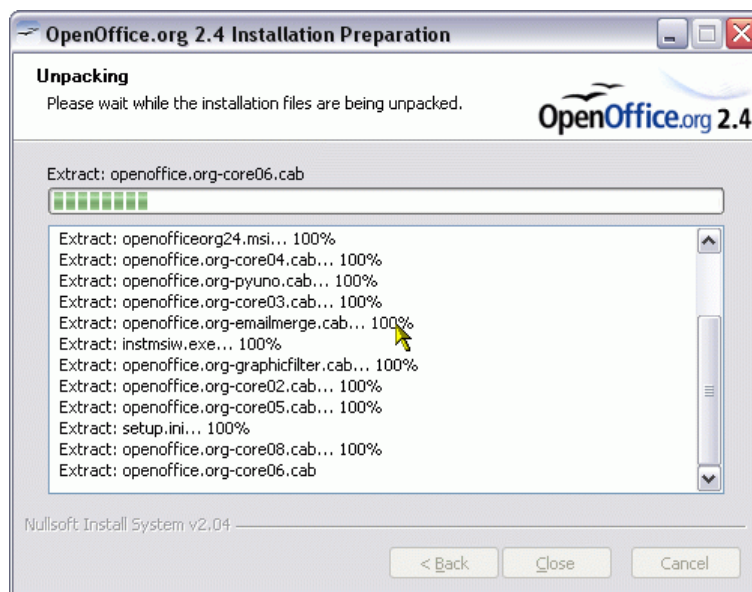 OpenOffice.org 2.4 Installation Preparation
Unpacking
Please wait while the installation files are being unpacked.
OpenOffice.org 2.4
Extract: openoffice.org-core06.cab
Extract: openofficeorg24.msi... 100%
Extract: openoffice.org-core04.cab... 100%
Extract: openoffice.org-pyuno.cab... 100%
Extract: openoffice.org-core03.cab... 100%
Extract: openoffice.org-emailmerge.cab... 100%
Extract: instmsiw.exe... 100%
Extract: openoffice.org-graphicfilter.cab... 100%
Extract: openoffice.org-core02.cab... 100%
Extract: openoffice.org-core05.cab... 100%
Extract: setup.ini... 100%
Extract: openoffice.org-core08.cab... 100%
Extract: openoffice.org-core06.cab
Nullsoft Install System v2.04
< Back Close Cancel